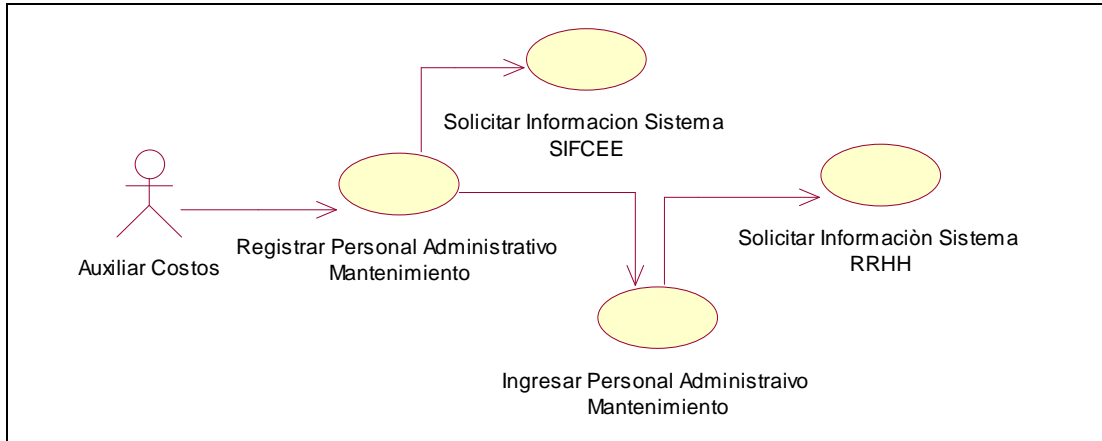 Solicitar Informacion Sistema
SIFCEE
Auxiliar Costos
Registrar Personal Administrativo
Mantenimiento
Solicitar Informaciòn Sistema
RRHH
Ingresar Personal Administraivo
Mantenimiento